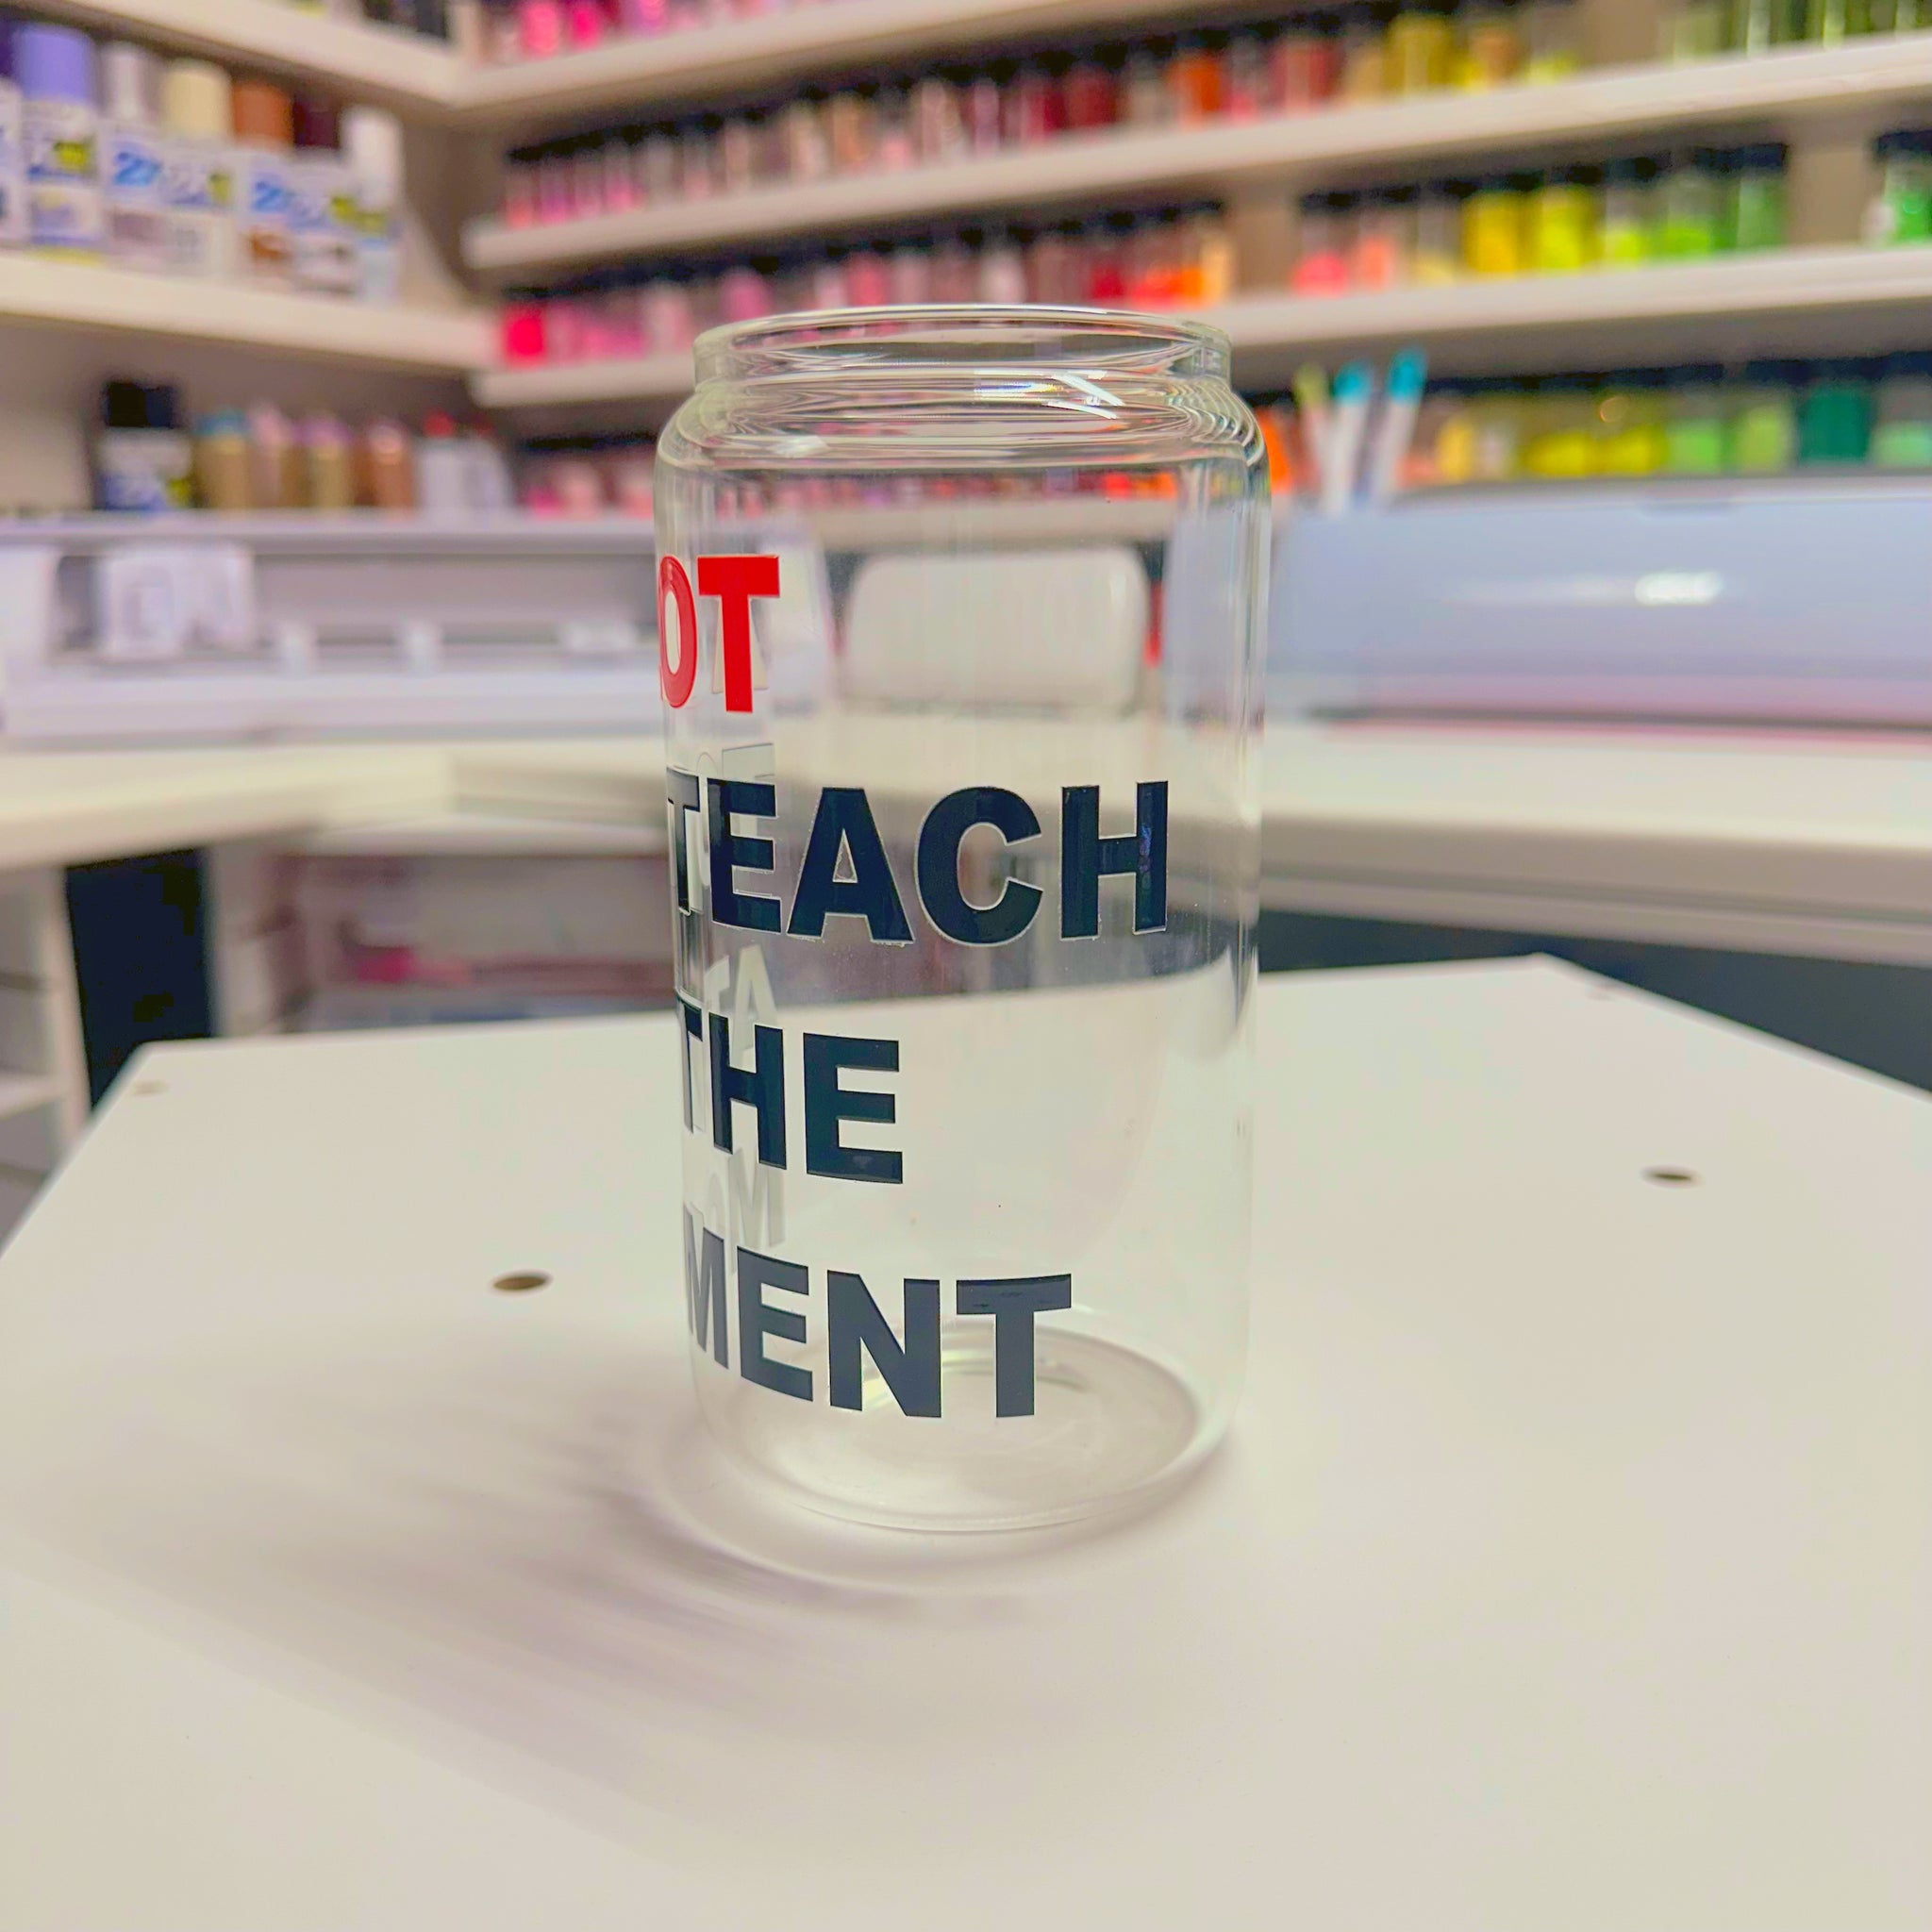 OT
TEACH
THE
MENT